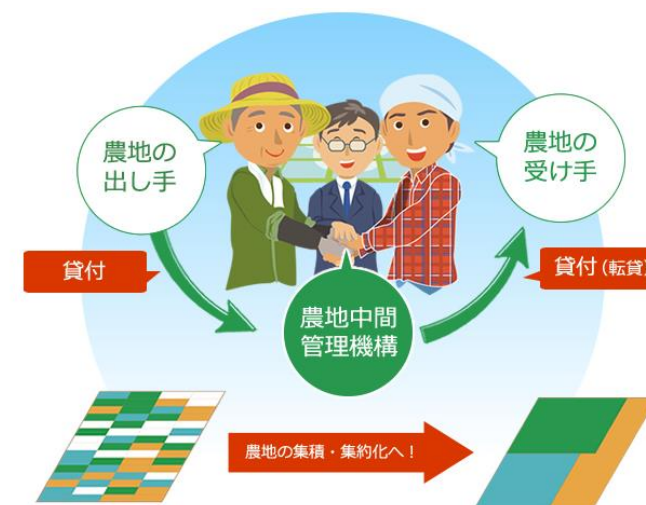 農地の
出し手
農地の
受け手
貸付
貸付(転貸)
農地中間
管理機構
農地の集積・集約化へ!